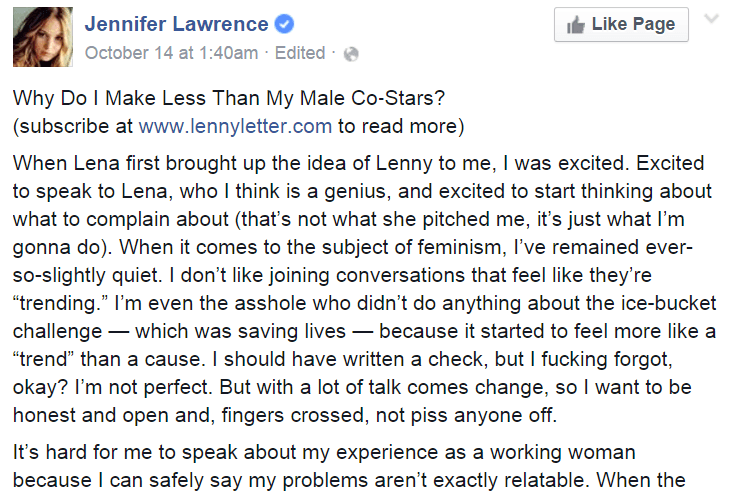 Jennifer Lawrence
Like Page
October 14 at 1:40am · Edited ·
Why Do I Make Less Than My Male Co-Stars?
(subscribe at www.lennyletter.com to read more)
When Lena first brought up the idea of Lenny to me, I was excited. Excited
to speak to Lena, who I think is a genius, and excited to start thinking about
what to complain about (that’s not what she pitched me, it’s just what I’m
gonna do). When it comes to the subject of feminism, I’ve remained ever-
so-slightly quiet. I don’t like joining conversations that feel like they’re
“trending.” I’m even the asshole who didn’t do anything about the ice-bucket
challenge — which was saving lives — because it started to feel more like a
“trend” than a cause. I should have written a check, but I fucking forgot,
okay? I’m not perfect. But with a lot of talk comes change, so I want to be
honest and open and, fingers crossed, not piss anyone off.
It’s hard for me to speak about my experience as a working woman
because I can safely say my problems aren’t exactly relatable. When the